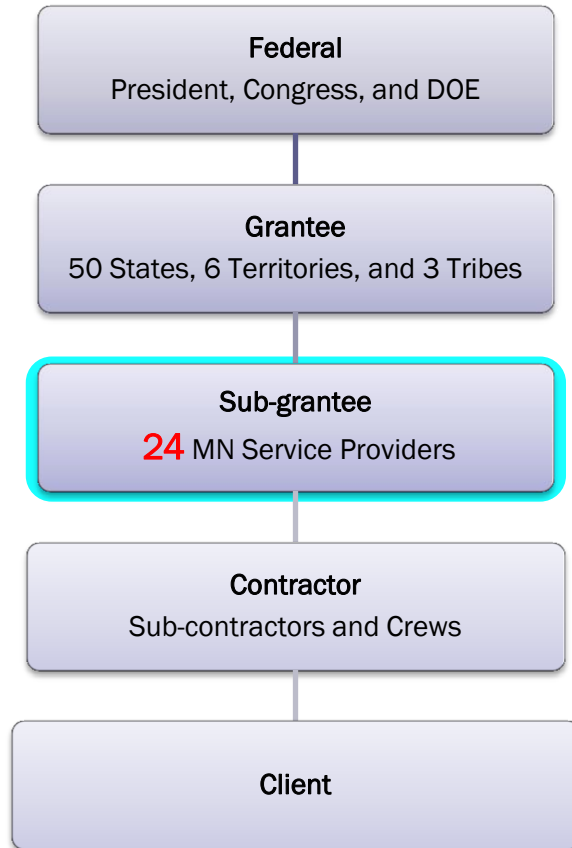 Federal
President, Congress, and DOE
Grantee
50 States, 6 Territories, and 3 Tribes
Sub-grantee
24 MN Service Providers
Contractor
Sub-contractors and Crews
Client